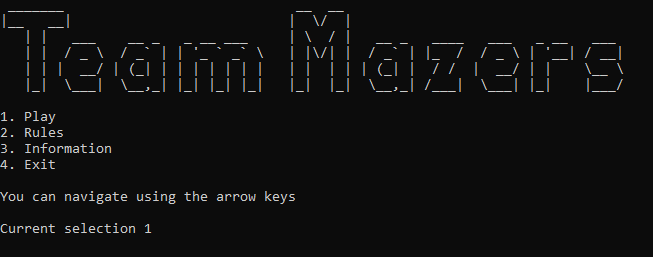 Team Mazers
1. Play
2. Rules
3. Information
4. Exit
You can navigate using the arrow keys
Current selection 1